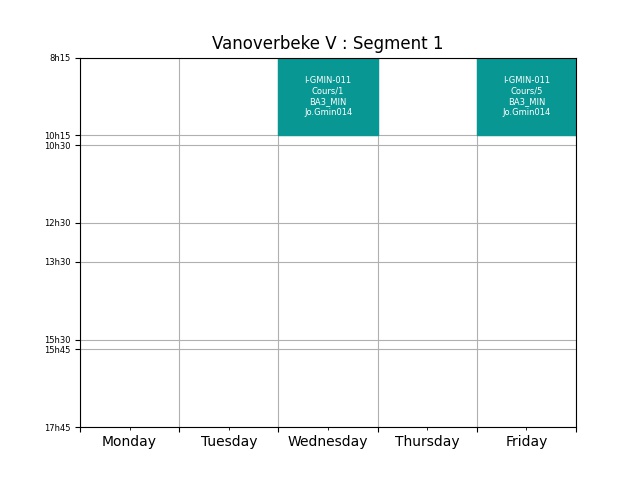 Vanoverbeke V : Segment 1
8h15
I-GMIN-011
Cours/1
BA3_MIN
Jo.Gmin014
I-GMIN-011
Cours/5
BA3_MIN
Jo.Gmin014
10h15
10h30
12h30
13h30
15h30
15h45
17h45
Monday Tuesday Wednesday Thursday Friday